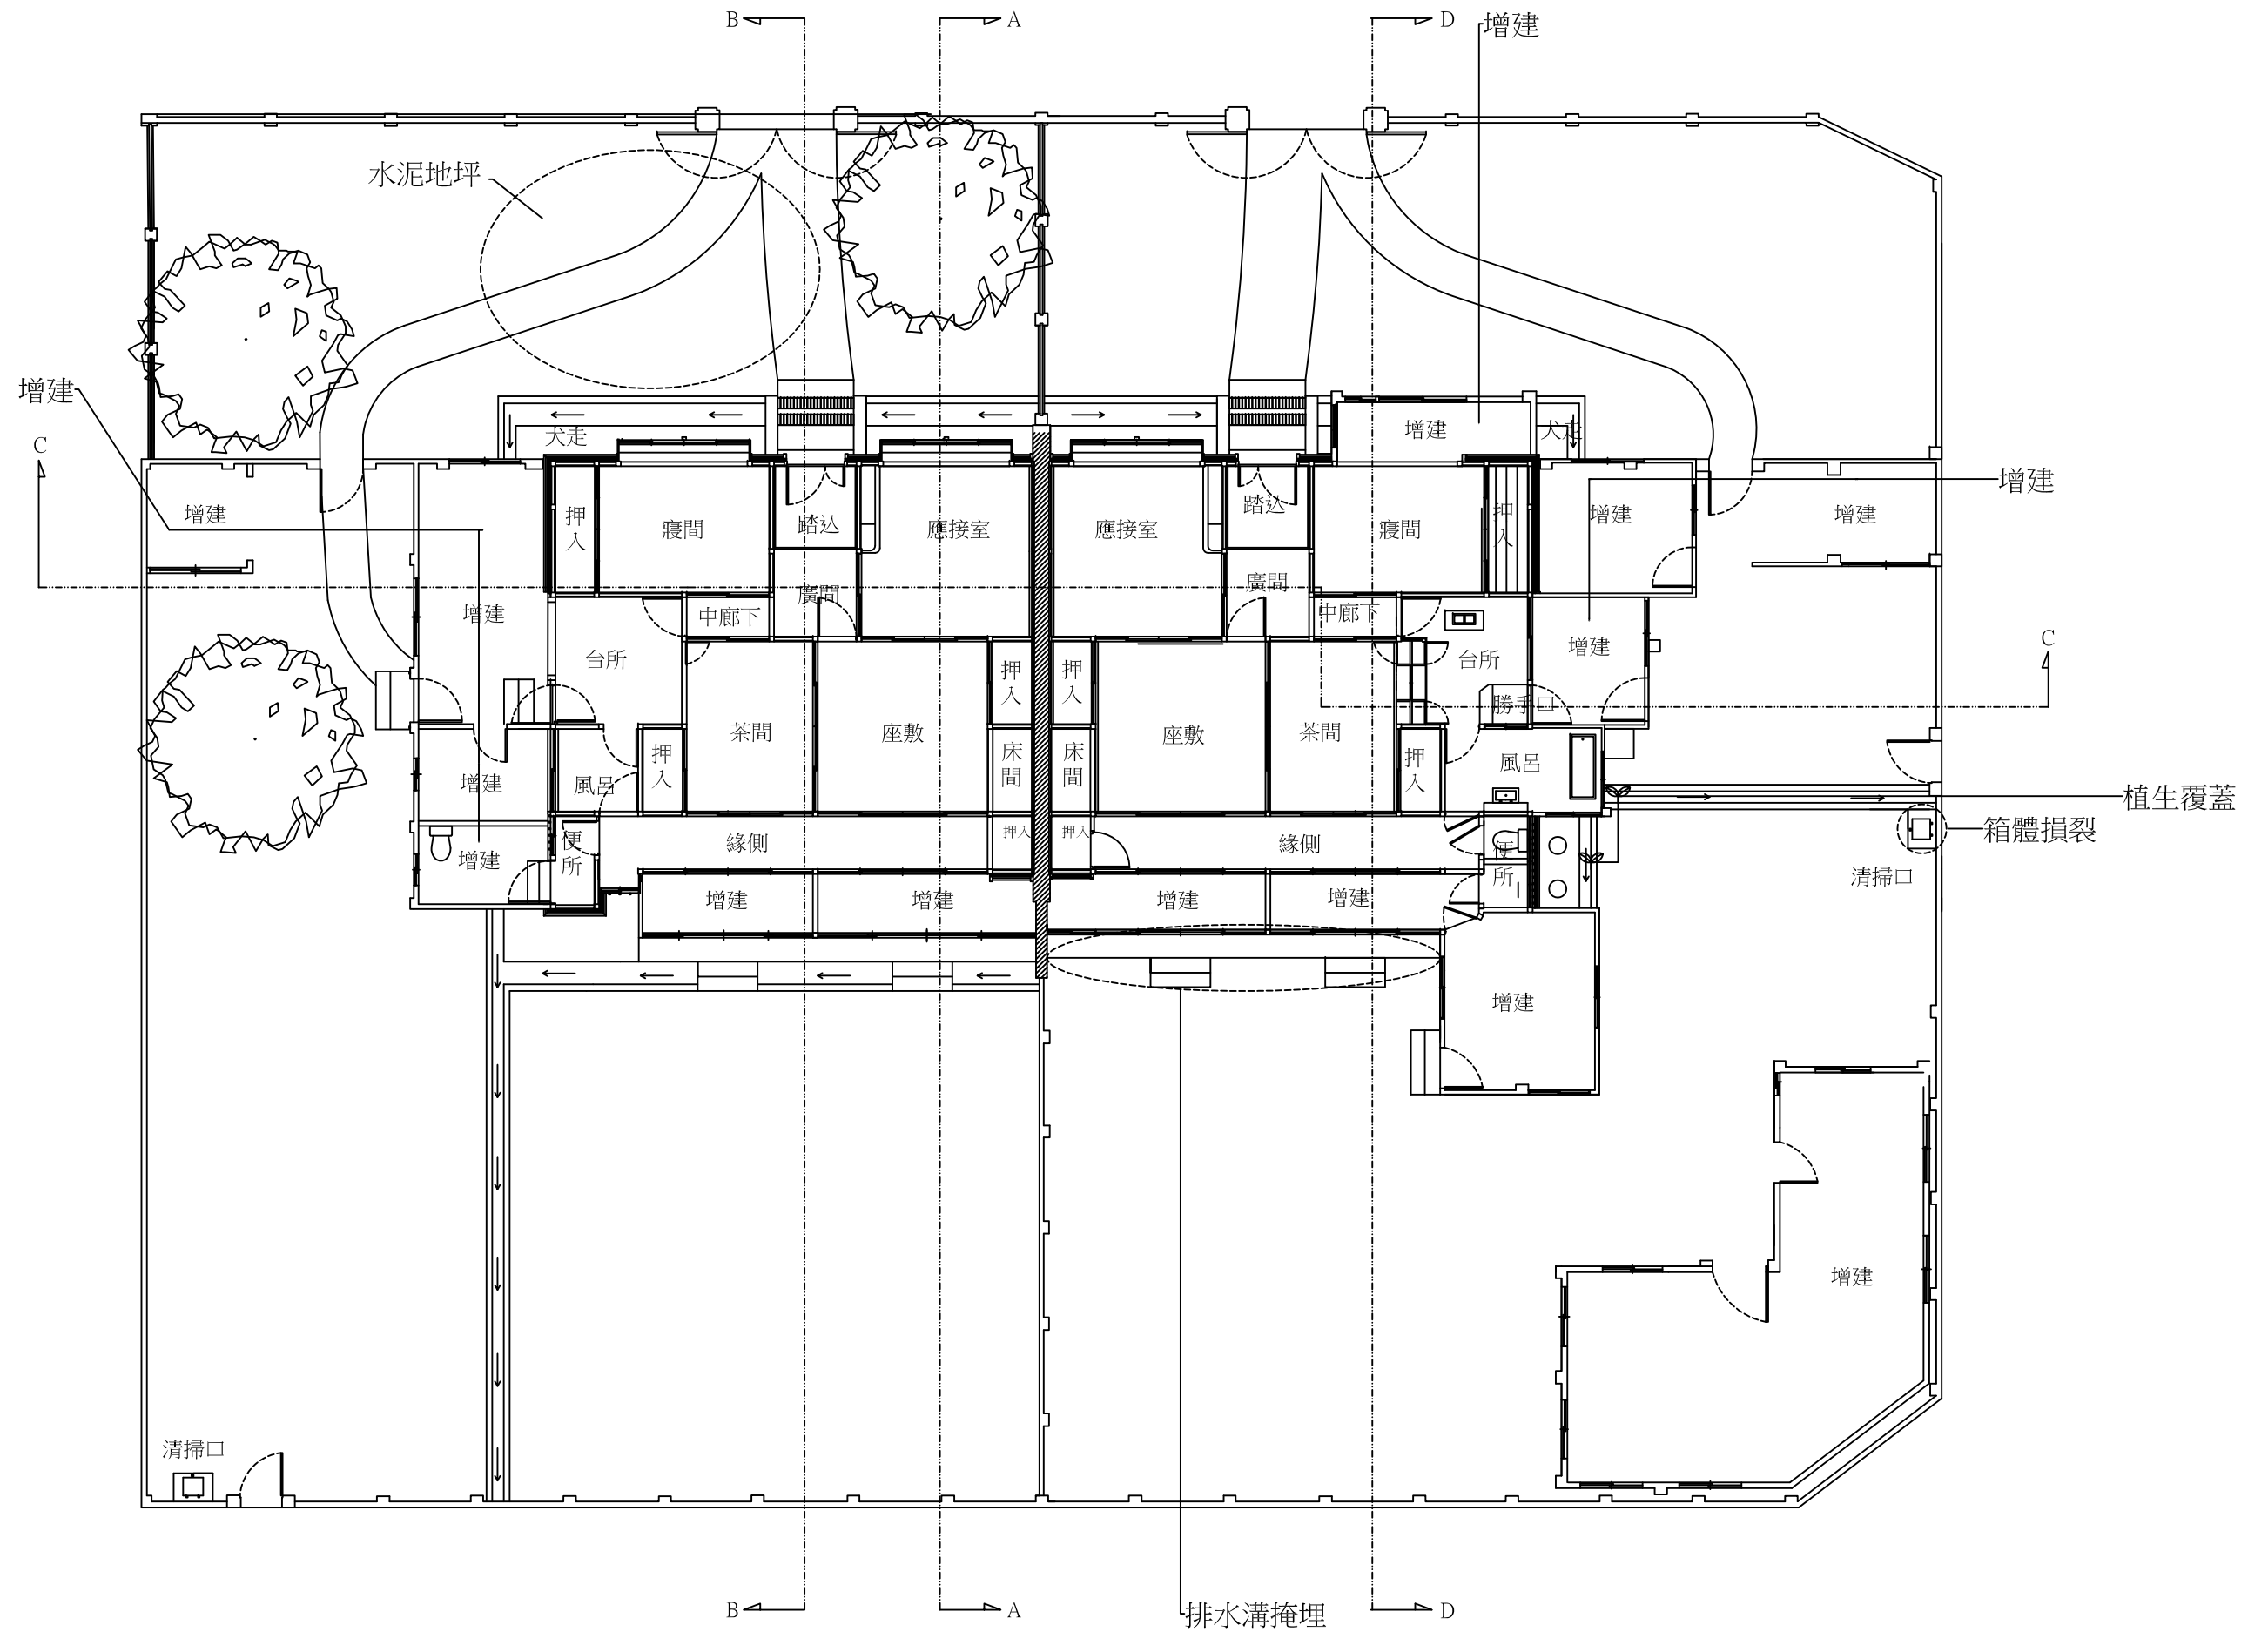 B
A
D
增建
水泥地坪
增建
C
犬走
增建
犬走
增建
增建
押入
寝間
踏込
應接室
應接室
踏込
寝間
押入
增建
增建
廣間
廣間
增建
中廊下
中廊下
C
台所
押入
押入
台所
增建
勝手口
茶間
座敷
座敷
茶間
押入
床間
床間
押入
增建
風呂
風呂
植生覆蓋
箱體損裂
押入
押入
便所
緣側
緣側
便所
增建
清掃口
增建
增建
增建
增建
增建
增建
清掃口
B
A
D
排水溝掩埋